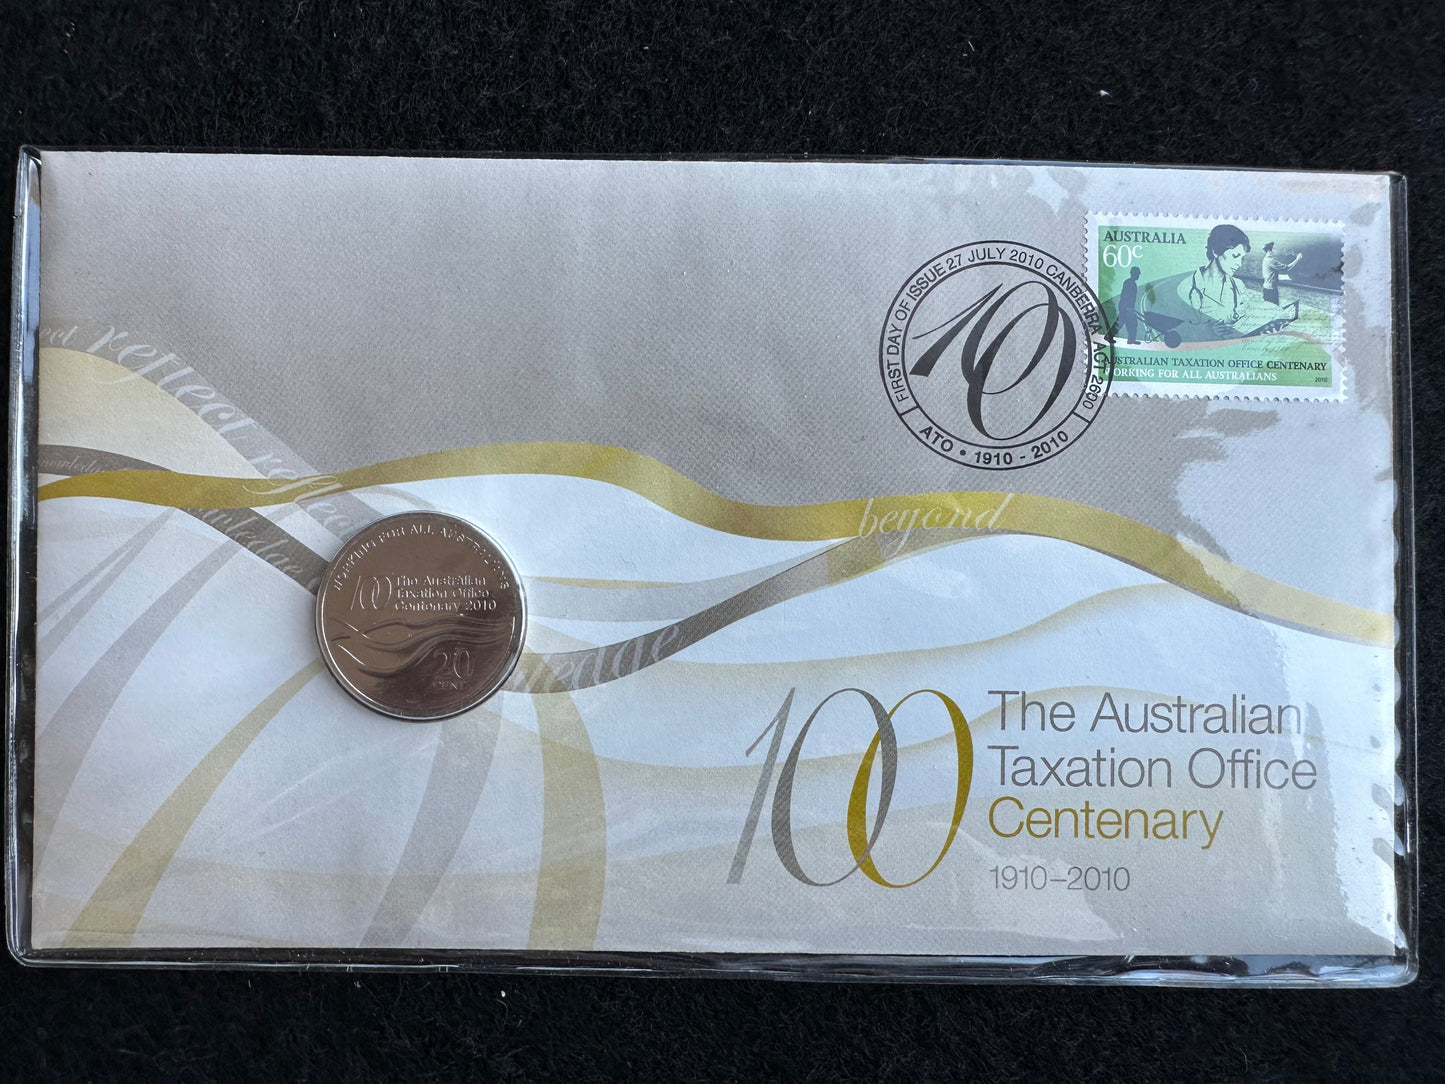 AUSTRALIA
60c
AUSTRALIAN TAXATION OFFICE CENTENARY
WORKING FOR ALL AUSTRALIANS
2010
FIRST DAY OF ISSUE 27 JULY 2010 CANBERRA ACT 2600
100
ATO • 1910 - 2010
reflect
reflect
knowledge
beyond
WORKING FOR ALL AUSTRALIANS
100
The Australian
Taxation Office
Centenary 2010
20
CENTS
100
The Australian
Taxation Office
Centenary
1910–2010